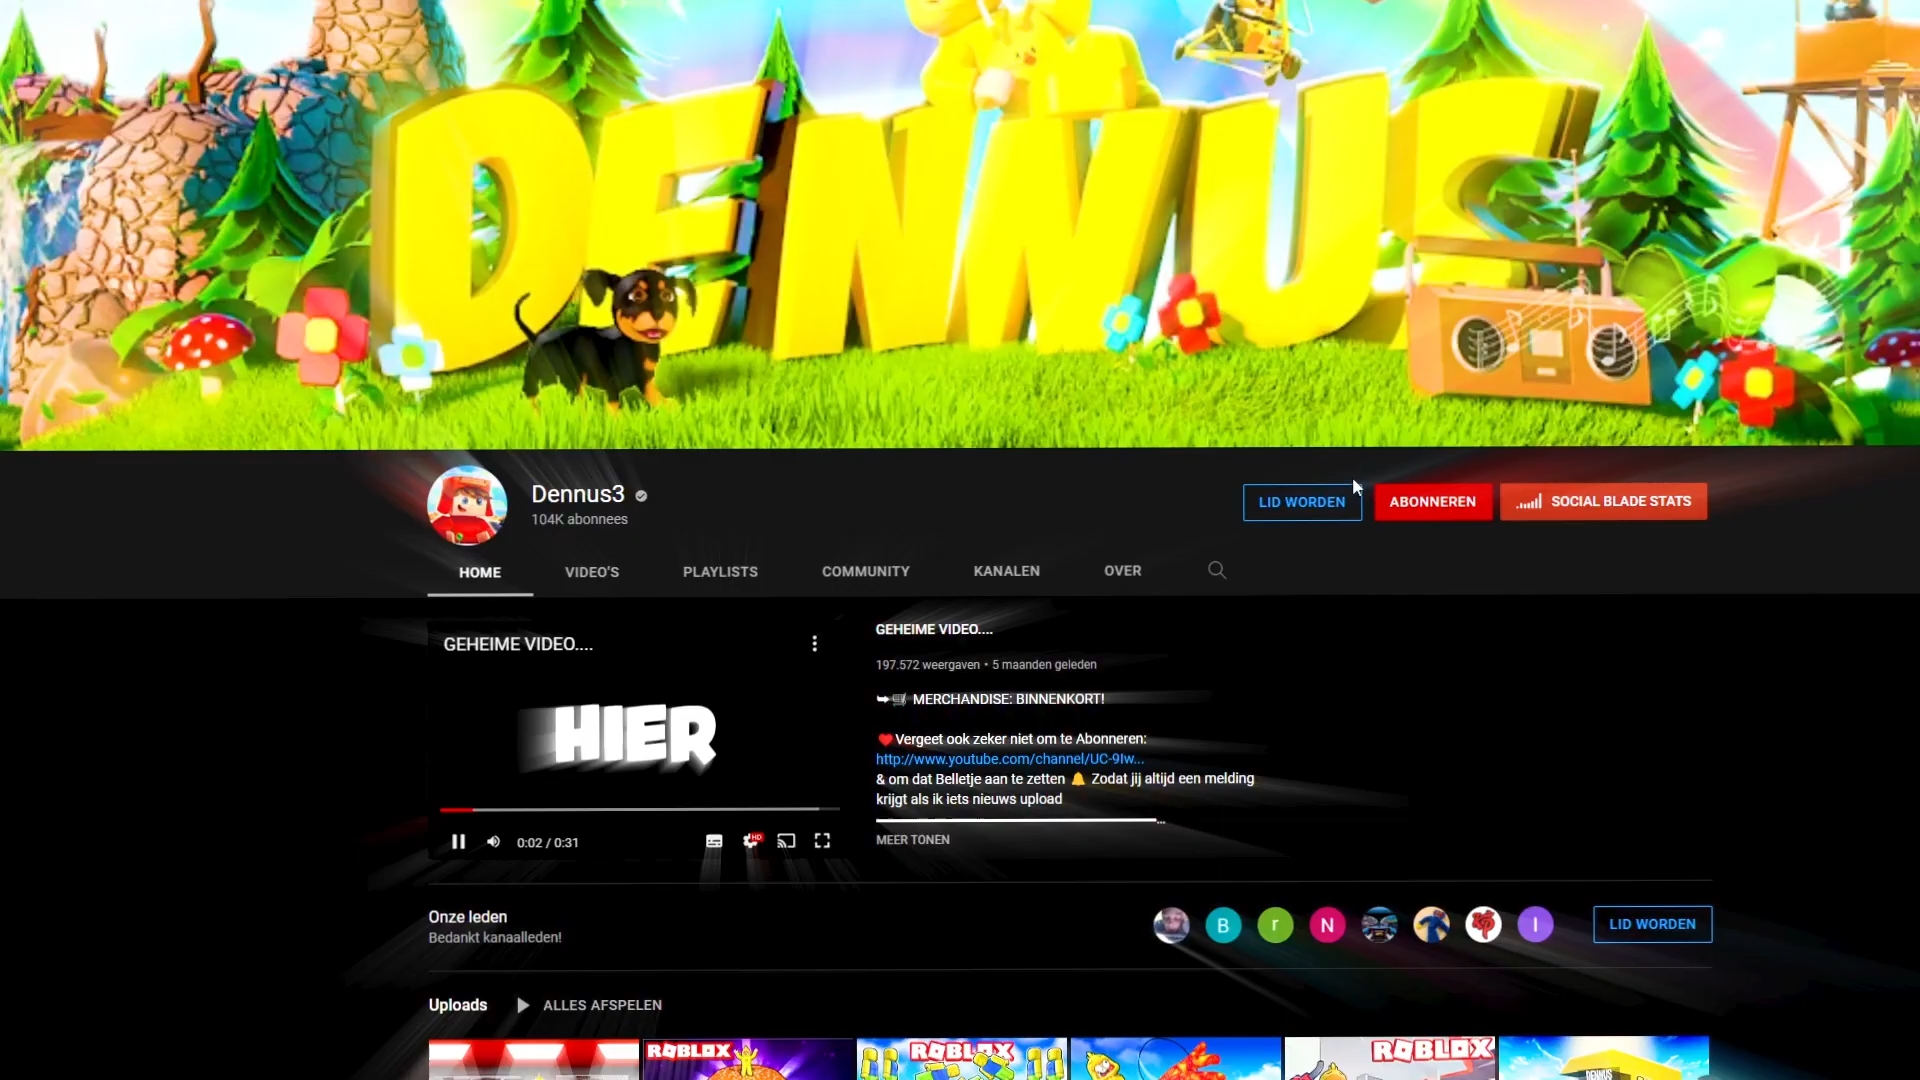 DENNUS
Dennus3
104K abonnees
LID WORDEN
ABONNEREN
SOCIAL BLADE STATS
HOME
VIDEO'S
PLAYLISTS
COMMUNITY
KANALEN
OVER
GEHEIME VIDEO....
HIER
0:02 / 0:31
HD
GEHEIME VIDEO....
197.572 weergaven • 5 maanden geleden
➥🛒 MERCHANDISE: BINNENKORT!
❤️Vergeet ook zeker niet om te Abonneren:
http://www.youtube.com/channel/UC-9Iw...
& om dat Belletje aan te zetten 🔔 Zodat jij altijd een melding
krijgt als ik iets nieuws upload
▬▬▬▬▬▬▬▬▬▬▬▬▬▬...
MEER TONEN
Onze leden
Bedankt kanaalleden!
B
r
N
I
LID WORDEN
Uploads
ALLES AFSPELEN
ROBLOX
ROBLOX
ROBLOX
DENNUS